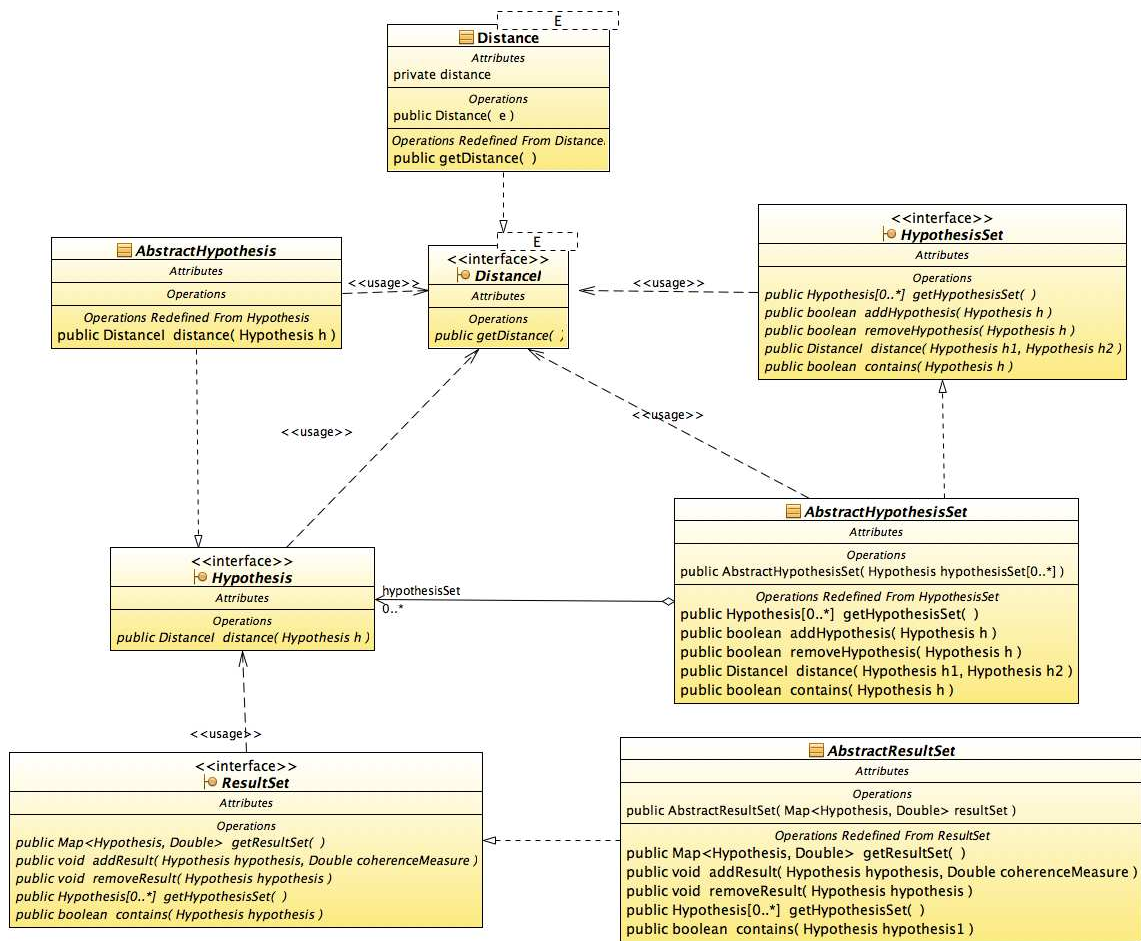 E
Distance
Attributes
private distance
Operations
public Distance( e )
Operations Redefined From Distance
public getDistance( )
E
<<interface>>
DistanceI
Attributes
Operations
public getDistance( )
AbstractHypothesis
Attributes
Operations
Operations Redefined From Hypothesis
public DistanceI distance( Hypothesis h )
<<usage>>
<<usage>>
<<interface>>
HypothesisSet
Attributes
Operations
public Hypothesis[0..*] getHypothesisSet( )
public boolean addHypothesis( Hypothesis h )
public boolean removeHypothesis( Hypothesis h )
public DistanceI distance( Hypothesis h1, Hypothesis h2 )
public boolean contains( Hypothesis h )
<<usage>>
<<usage>>
<<interface>>
Hypothesis
Attributes
Operations
public DistanceI distance( Hypothesis h )
hypothesisSet
0..*
AbstractHypothesisSet
Attributes
Operations
public AbstractHypothesisSet( Hypothesis hypothesisSet[0..*] )
Operations Redefined From HypothesisSet
public Hypothesis[0..*] getHypothesisSet( )
public boolean addHypothesis( Hypothesis h )
public boolean removeHypothesis( Hypothesis h )
public DistanceI distance( Hypothesis h1, Hypothesis h2 )
public boolean contains( Hypothesis h )
<<usage>>
<<interface>>
ResultSet
Attributes
Operations
public Map<Hypothesis, Double> getResultSet( )
public void addResult( Hypothesis hypothesis, Double coherenceMeasure )
public void removeResult( Hypothesis hypothesis )
public Hypothesis[0..*] getHypothesisSet( )
public boolean contains( Hypothesis hypothesis )
AbstractResultSet
Attributes
Operations
public AbstractResultSet( Map<Hypothesis, Double> resultSet )
Operations Redefined From ResultSet
public Map<Hypothesis, Double> getResultSet( )
public void addResult( Hypothesis hypothesis, Double coherenceMeasure )
public void removeResult( Hypothesis hypothesis )
public Hypothesis[0..*] getHypothesisSet( )
public boolean contains( Hypothesis hypothesis1 )